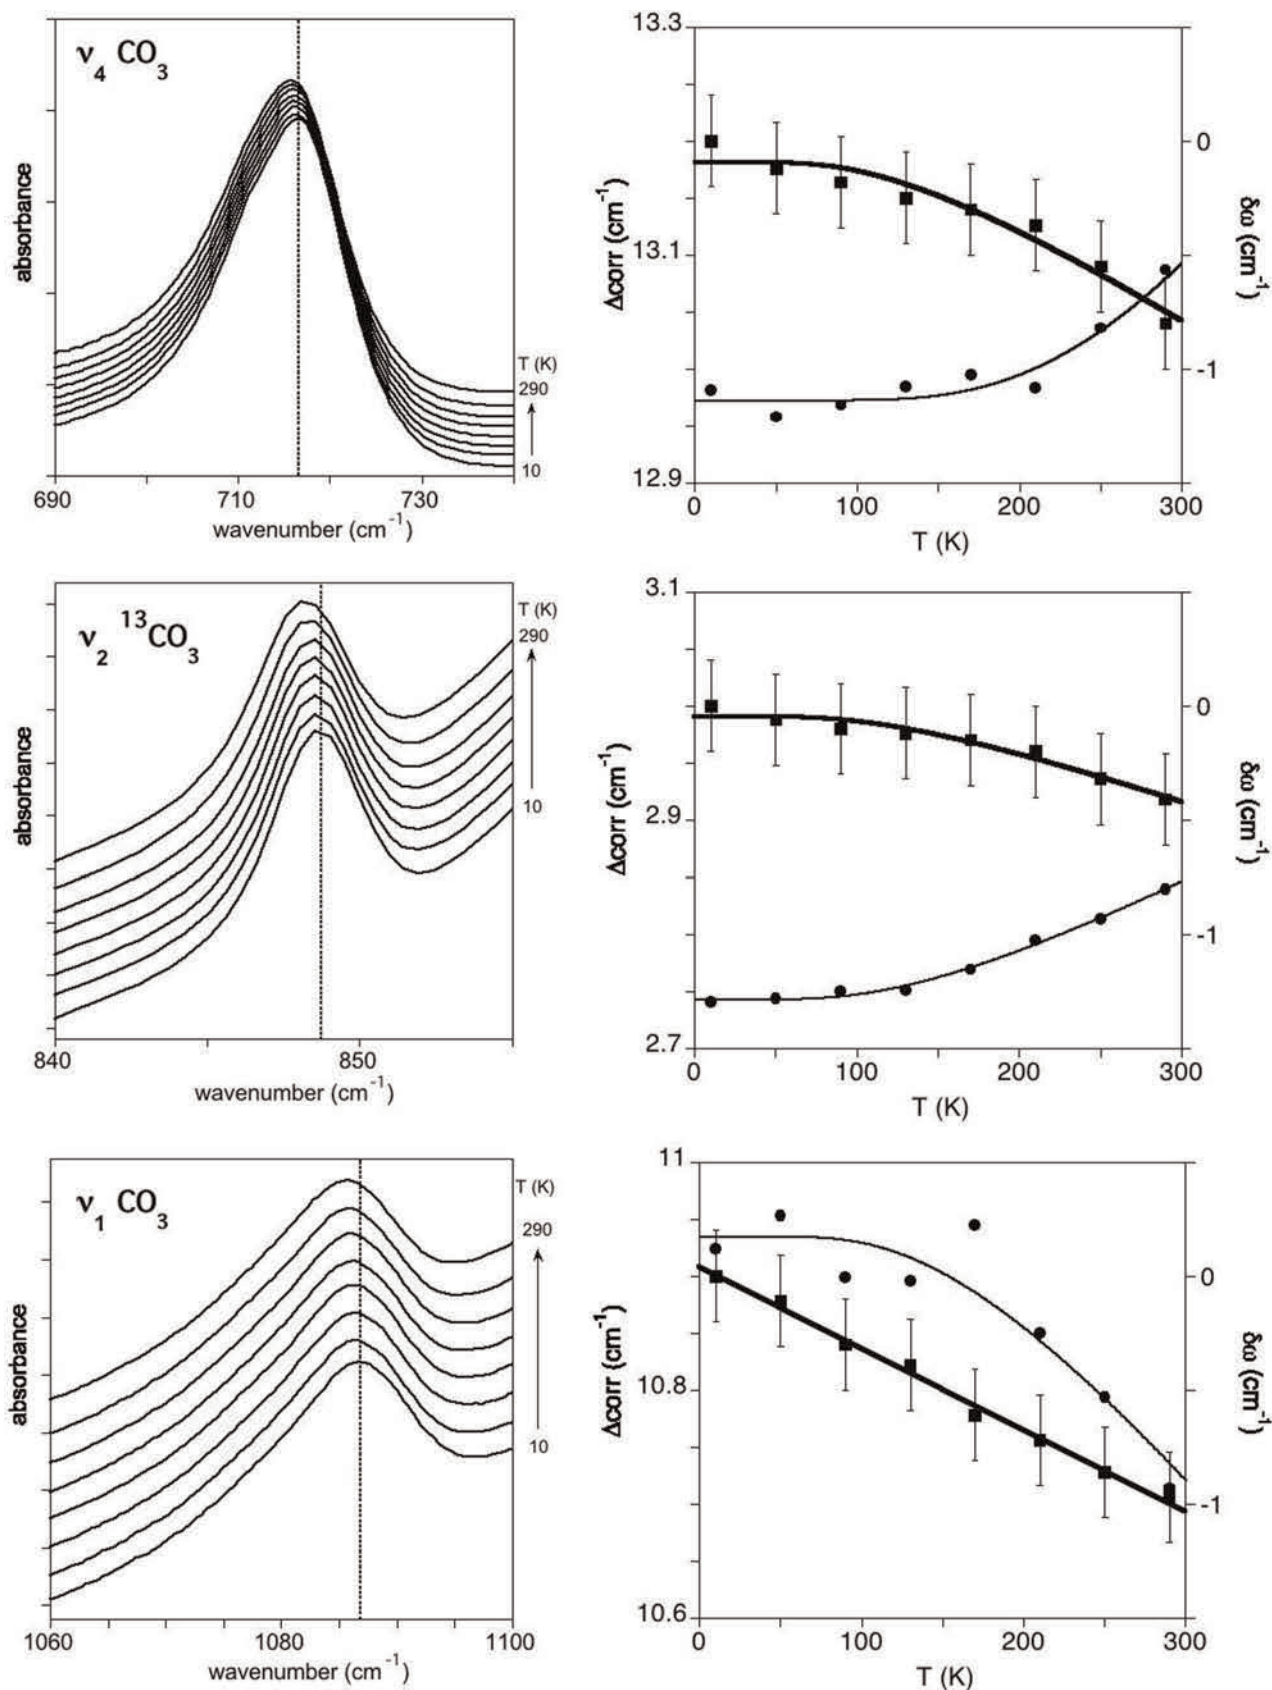 ν4 CO3
absorbance
T (K)
290
10
690
710
730
wavenumber (cm-1)
13.3
13.1
12.9
Δcorr (cm-1)
0
-1
δω (cm-1)
0
100
200
300
T (K)
ν2 13CO3
absorbance
T (K)
290
10
840
850
wavenumber (cm-1)
3.1
2.9
2.7
Δcorr (cm-1)
0
-1
δω (cm-1)
0
100
200
300
T (K)
ν1 CO3
absorbance
T (K)
290
10
1060
1080
1100
wavenumber (cm-1)
11
10.8
10.6
Δcorr (cm-1)
0
-1
δω (cm-1)
0
100
200
300
T (K)